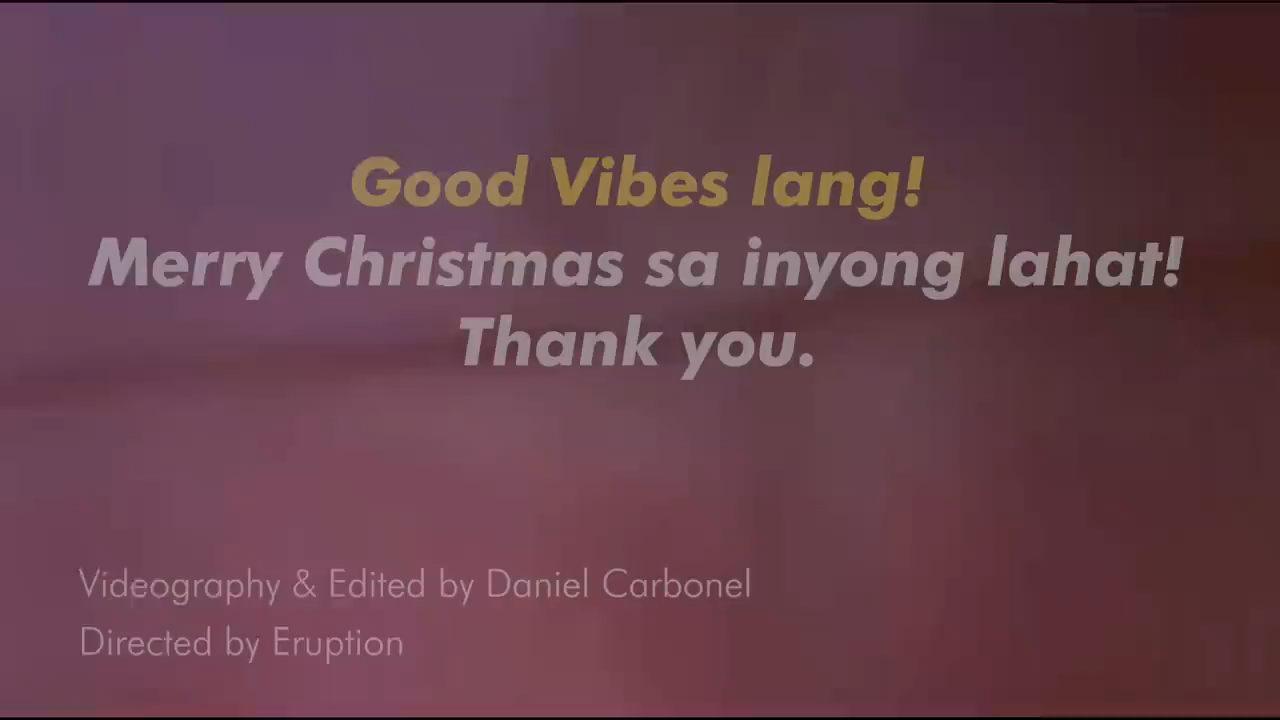 Good Vibes lang!
Merry Christmas sa inyong lahat!
Thank you.
Videography & Edited by Daniel Carbonel
Directed by Eruption